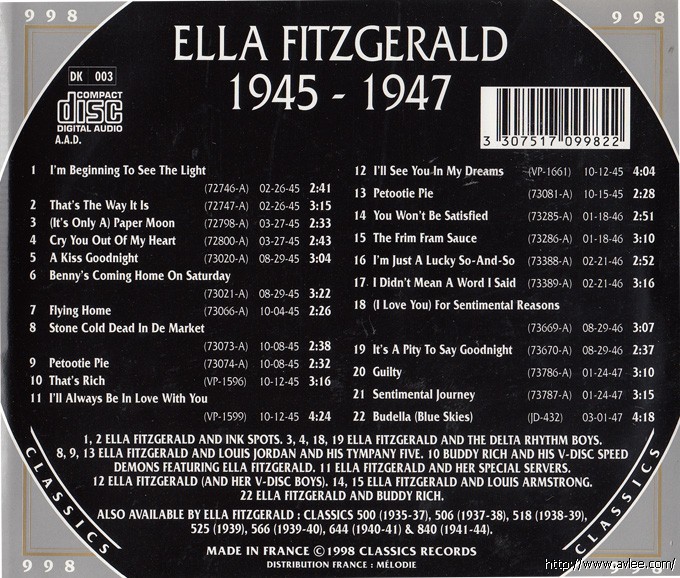 998
998
ELLA FITZGERALD
1945 - 1947
DK 003
COMPACT
disc
DIGITAL AUDIO
A.A.D.
3 307517 099822
1 I'm Beginning To See The Light
(72746-A) 02-26-45 2:41
2 That's The Way It Is (72747-A) 02-26-45 3:15
3 (It's Only A) Paper Moon (72798-A) 03-27-45 2:33
4 Cry You Out Of My Heart (72800-A) 03-27-45 2:43
5 A Kiss Goodnight (73020-A) 08-29-45 3:04
6 Benny's Coming Home On Saturday
(73021-A) 08-29-45 3:22
7 Flying Home (73066-A) 10-04-45 2:26
8 Stone Cold Dead In De Market
(73073-A) 10-08-45 2:38
9 Petootie Pie (73074-A) 10-08-45 2:32
10 That's Rich (VP-1596) 10-12-45 3:16
11 I'll Always Be In Love With You
(VP-1599) 10-12-45 4:24
12 I'll See You In My Dreams (VP-1661) 10-12-45 4:04
13 Petootie Pie (73081-A) 10-15-45 2:28
14 You Won't Be Satisfied (73285-A) 01-18-46 2:51
15 The Frim Fram Sauce (73286-A) 01-18-46 3:10
16 I'm Just A Lucky So-And-So (73388-A) 02-21-46 2:52
17 I Didn't Mean A Word I Said (73389-A) 02-21-46 3:16
18 (I Love You) For Sentimental Reasons
(73669-A) 08-29-46 3:07
19 It's A Pity To Say Goodnight (73670-A) 08-29-46 2:37
20 Guilty (73786-A) 01-24-47 3:10
21 Sentimental Journey (73787-A) 01-24-47 3:15
22 Budella (Blue Skies) (JD-432) 03-01-47 4:18
1, 2 ELLA FITZGERALD AND INK SPOTS. 3, 4, 18, 19 ELLA FITZGERALD AND THE DELTA RHYTHM BOYS.
8, 9, 13 ELLA FITZGERALD AND LOUIS JORDAN AND HIS TYMPANY FIVE. 10 BUDDY RICH AND HIS V-DISC SPEED
DEMONS FEATURING ELLA FITZGERALD. 11 ELLA FITZGERALD AND HER SPECIAL SERVERS.
12 ELLA FITZGERALD (AND HER V-DISC BOYS). 14, 15 ELLA FITZGERALD AND LOUIS ARMSTRONG.
22 ELLA FITZGERALD AND BUDDY RICH.
ALSO AVAILABLE BY ELLA FITZGERALD : CLASSICS 500 (1935-37), 506 (1937-38), 518 (1938-39),
525 (1939), 566 (1939-40), 644 (1940-41) & 840 (1941-44).
MADE IN FRANCE ©1998 CLASSICS RECORDS
DISTRIBUTION FRANCE : MÉLODIE
CLASSICS
CLASSICS
998
998
http://www.avlee.com/